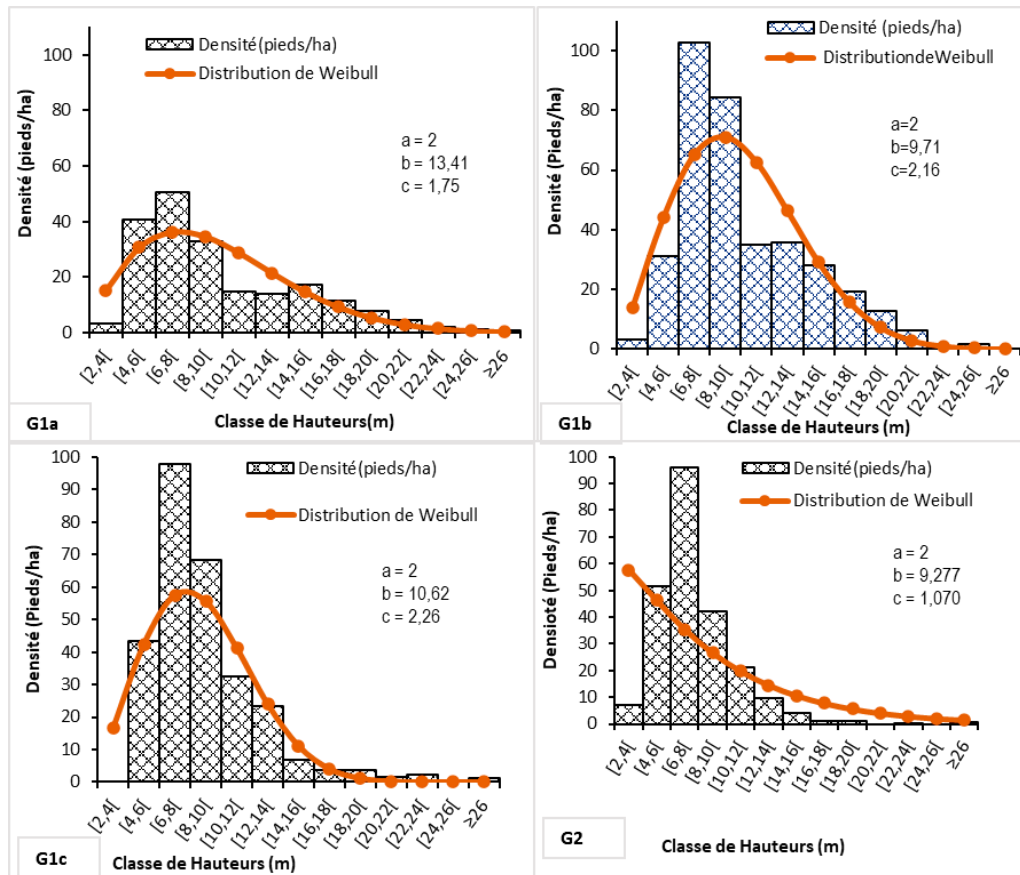 Densité(pieds/ha)
Distribution de Weibull
a = 2
b = 13,41
c = 1,75
Densité (pieds/ha)
100
80
60
40
20
0
[2,4[
[4,6[
[6,8[
[8,10[
[10,12[
[12,14[
[14,16[
[16,18[
[18,20[
[20,22[
[22,24[
[24,26[
≥26
Classe de Hauteurs(m)
G1a
Densité (pieds/ha)
DistributiondeWeibull
a=2
b=9,71
c=2,16
Densité (Pieds/ha)
100
80
60
40
20
0
[2,4[
[4,6[
[6,8[
[8,10[
[10,12[
[12,14[
[14,16[
[16,18[
[18,20[
[20,22[
[22,24[
[24,26[
≥26
Classe de Hauteurs (m)
G1b
Densité(pieds/ha)
Distribution de Weibull
a = 2
b = 10,62
c = 2,26
Densité (Pieds/ha)
100
90
80
70
60
50
40
30
20
10
0
[2,4[
[4,6[
[6,8[
[8,10[
[10,12[
[12,14[
[14,16[
[16,18[
[18,20[
[20,22[
[22,24[
[24,26[
≥26
Classe de Hauteurs (m)
G1c
Densité(pieds/ha)
Distribution de Weibull
a = 2
b = 9,277
c = 1,070
Densioté (Pieds/ha)
100
90
80
70
60
50
40
30
20
10
0
[2,4[
[4,6[
[6,8[
[8,10[
[10,12[
[12,14[
[14,16[
[16,18[
[18,20[
[20,22[
[22,24[
[24,26[
≥26
Classe de Hauteurs (m)
G2